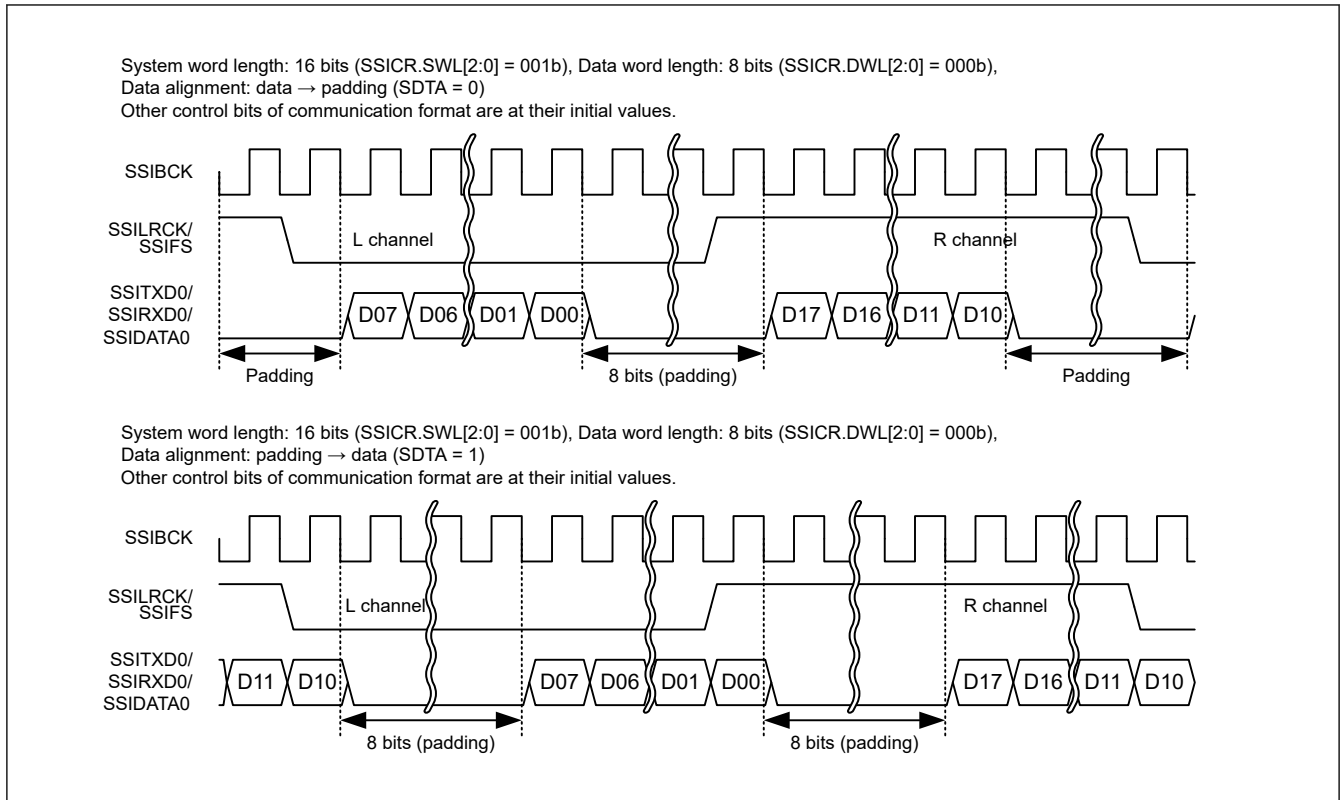 System word length: 16 bits (SSICR.SWL[2:0] = 001b), Data word length: 8 bits (SSICR.DWL[2:0] = 000b),
Data alignment: data → padding (SDTA = 0)
Other control bits of communication format are at their initial values.
SSIBCK
SSILRCK/
SSIFS
L channel
R channel
SSITXD0/
SSIRXD0/
SSIDATA0
D07 D06 D01 D00 D17 D16 D11 D10
Padding
8 bits (padding)
Padding
System word length: 16 bits (SSICR.SWL[2:0] = 001b), Data word length: 8 bits (SSICR.DWL[2:0] = 000b),
Data alignment: padding → data (SDTA = 1)
Other control bits of communication format are at their initial values.
SSIBCK
SSILRCK/
SSIFS
L channel
R channel
SSITXD0/
SSIRXD0/
SSIDATA0
D11 D10 D07 D06 D01 D00 D17 D16 D11 D10
8 bits (padding)
8 bits (padding)